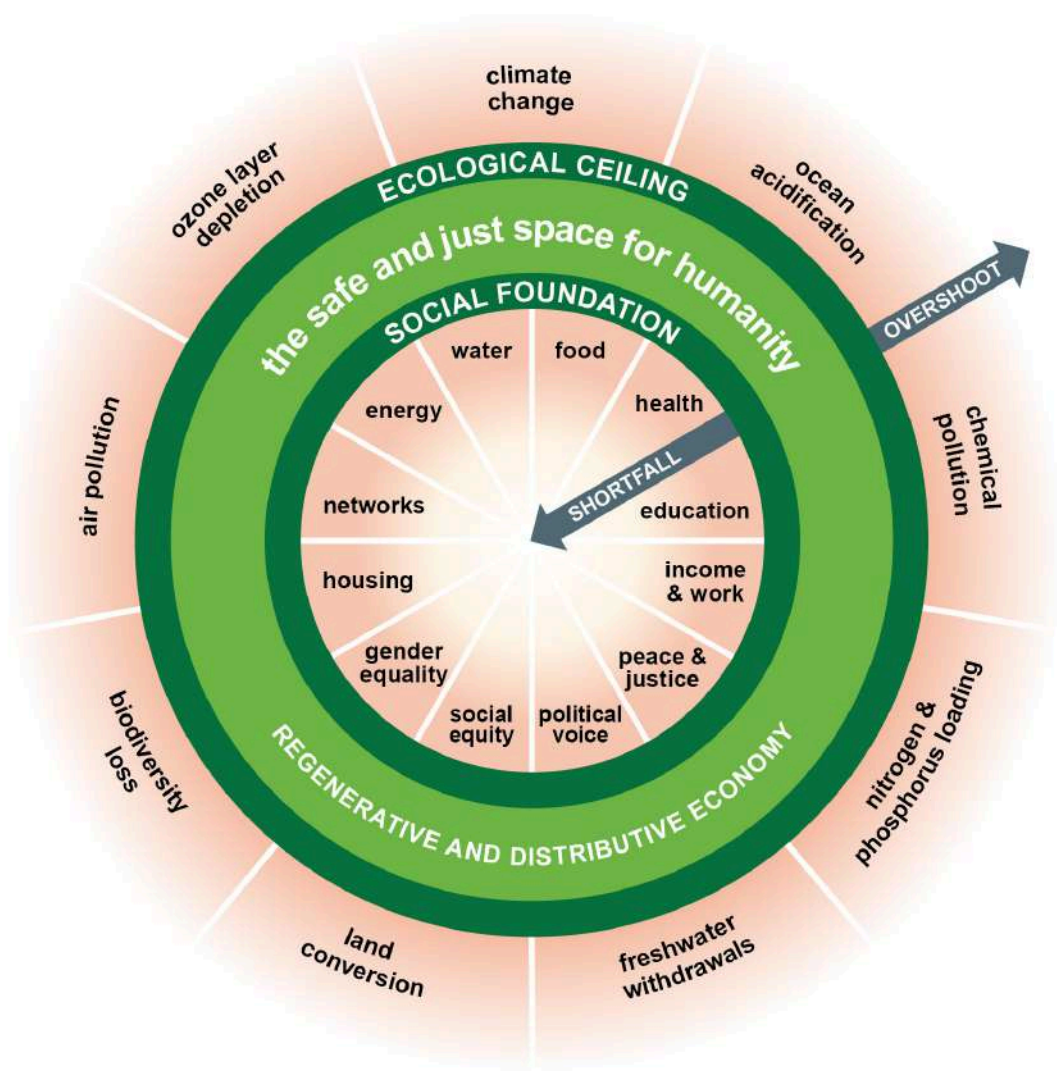 climate
change
ocean
acidification
OVERSHOOT
chemical
pollution
nitrogen &
phosphorus loading
freshwater
withdrawals
land
conversion
biodiversity
loss
air pollution
ozone layer
depletion
ECOLOGICAL CEILING
the safe and just space for humanity
SOCIAL FOUNDATION
water
food
health
SHORTFALL
education
income
& work
peace &
justice
political
voice
social
equity
gender
equality
housing
networks
energy
REGENERATIVE AND DISTRIBUTIVE ECONOMY